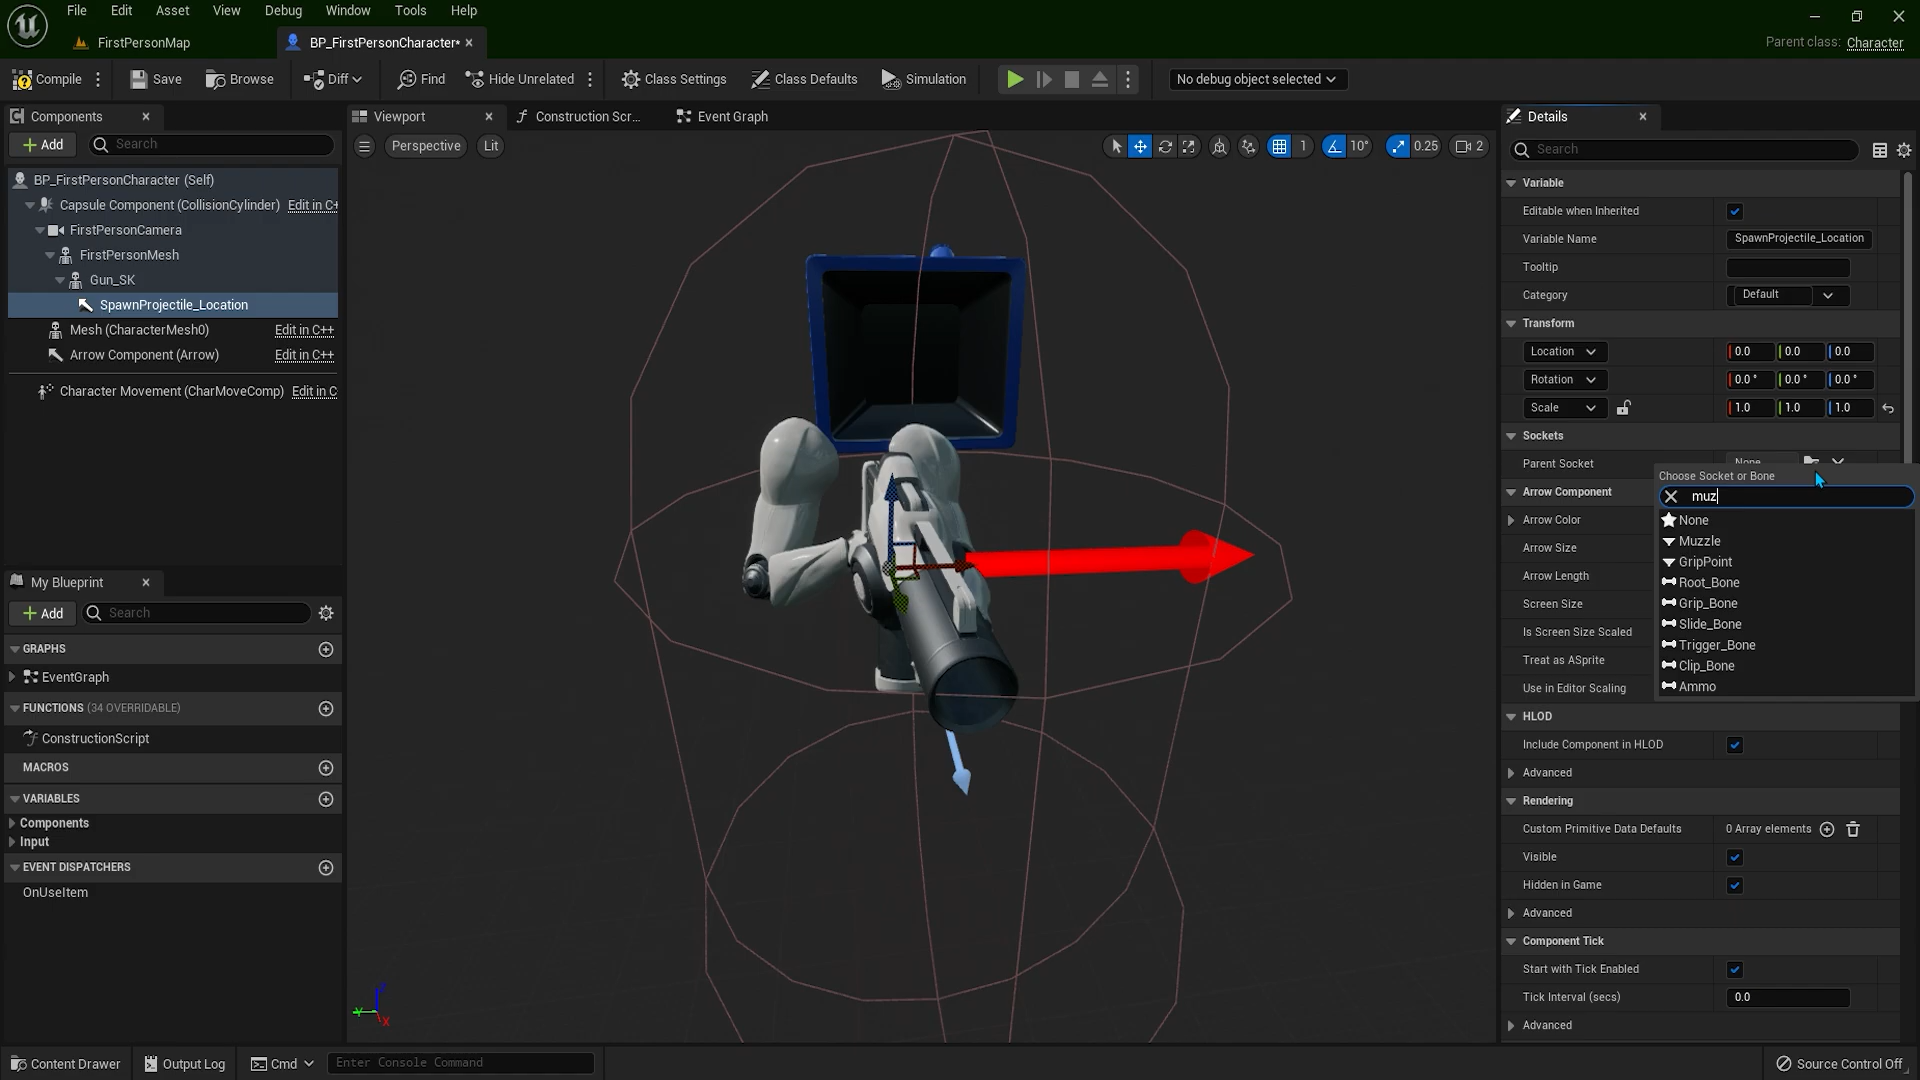 File Edit Asset View Debug Window Tools Help
FirstPersonMap
BP_FirstPersonCharacter*
Parent class: Character
Compile
Save
Browse
Diff
Find
Hide Unrelated
Class Settings
Class Defaults
Simulation
No debug object selected
Components
Add
Search
BP_FirstPersonCharacter (Self)
Capsule Component (CollisionCylinder) Edit in C+
FirstPersonCamera
FirstPersonMesh
Gun_SK
SpawnProjectile_Location
Mesh (CharacterMesh0) Edit in C++
Arrow Component (Arrow) Edit in C++
Character Movement (CharMoveComp) Edit in C
My Blueprint
Add
Search
GRAPHS
EventGraph
FUNCTIONS (34 OVERRIDABLE)
ConstructionScript
MACROS
VARIABLES
Components
Input
EVENT DISPATCHERS
OnUseItem
Viewport
Construction Scr...
Event Graph
Perspective
Lit
1
10°
0.25
2
Z
Y
X
Details
Search
Variable
Editable when Inherited
Variable Name SpawnProjectile_Location
Tooltip
Category Default
Transform
Location 0.0 0.0 0.0
Rotation 0.0° 0.0° 0.0°
Scale 1.0 1.0 1.0
Sockets
Parent Socket None
Choose Socket or Bone
muz
None
Muzzle
GripPoint
Root_Bone
Grip_Bone
Slide_Bone
Trigger_Bone
Clip_Bone
Ammo
Arrow Component
Arrow Color
Arrow Size
Arrow Length
Screen Size
Is Screen Size Scaled
Treat as ASprite
Use in Editor Scaling
HLOD
Include Component in HLOD
Advanced
Rendering
Custom Primitive Data Defaults 0 Array elements
Visible
Hidden in Game
Advanced
Component Tick
Start with Tick Enabled
Tick Interval (secs) 0.0
Advanced
Content Drawer
Output Log
Cmd
Enter Console Command
Source Control Off